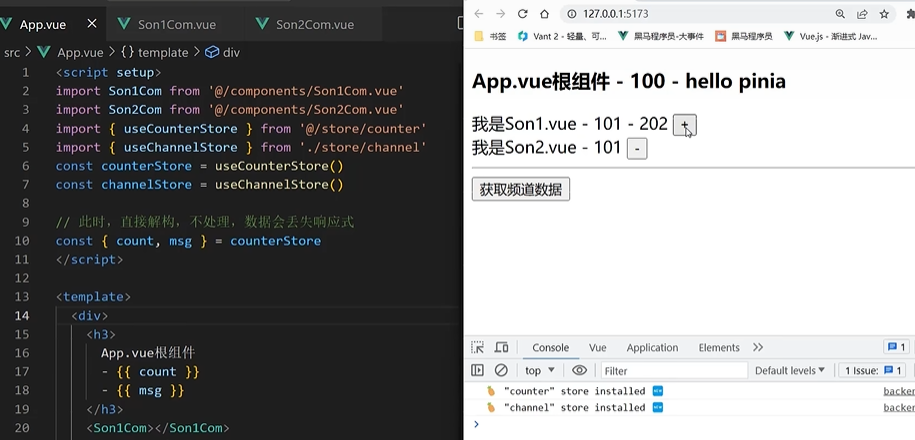 App.vue
Son1Com.vue
Son2Com.vue
src > App.vue > {} template > div
1 <script setup>
2 import Son1Com from '@/components/Son1Com.vue'
3 import Son2Com from '@/components/Son2Com.vue'
4 import { useCounterStore } from '@/store/counter'
5 import { useChannelStore } from './store/channel'
6 const counterStore = useCounterStore()
7 const channelStore = useChannelStore()
8
9 // 此时，直接解构，不处理，数据会丢失响应式
10 const { count, msg } = counterStore
11 </script>
12
13 <template>
14 <div>
15 <h3>
16 App.vue根组件
17 - {{ count }}
18 - {{ msg }}
19 </h3>
20 <Son1Com></Son1Com>
127.0.0.1:5173
书签
Vant 2 - 轻量、可...
黑马程序员-大事件
黑马程序员
Vue.js - 渐进式 Jav...
App.vue根组件 - 100 - hello pinia
我是Son1.vue - 101 - 202 +
我是Son2.vue - 101 -
获取频道数据
Console Vue Application Elements 1
top Filter Default levels 1 Issue: 1
"counter" store installed
"channel" store installed